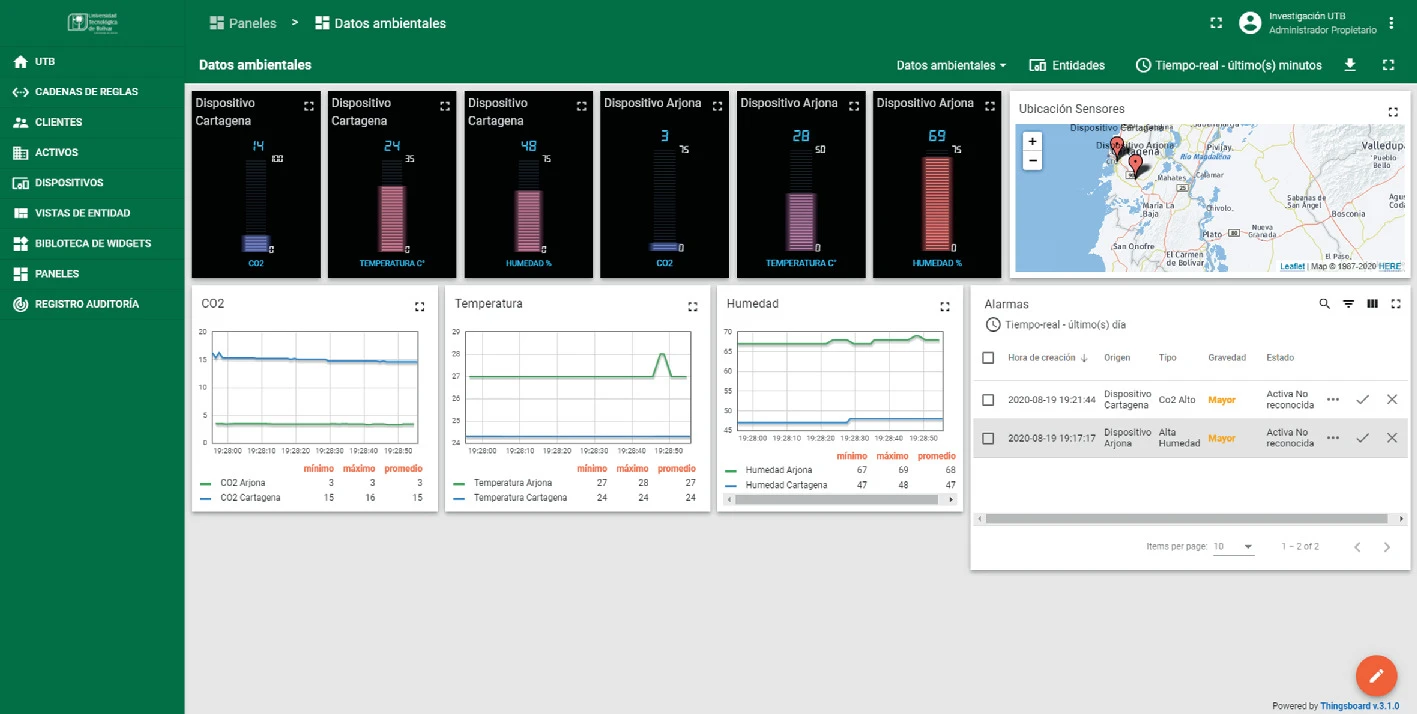 Universidad
Tecnológica
de Bolívar
Paneles > Datos ambientales
Investigación UTB
Administrador Propietario
UTB
CADENAS DE REGLAS
CLIENTES
ACTIVOS
DISPOSITIVOS
VISTAS DE ENTIDAD
BIBLOTECA DE WIDGETS
PANELES
REGISTRO AUDITORÍA
Datos ambientales
Datos ambientales
Entidades
Tiempo-real - último(s) minutos
Dispositivo
Cartagena
14
100
0
CO2
Dispositivo
Cartagena
24
35
0
TEMPERATURA C°
Dispositivo
Cartagena
48
75
0
HUMEDAD %
Dispositivo Arjona
3
75
0
CO2
Dispositivo Arjona
28
50
0
TEMPERATURA C°
Dispositivo Arjona
69
75
0
HUMEDAD %
Ubicación Sensores
+
−
Dispositivo Cartagena
Dispositivo Arjona
Pivijay
Río Magdalena
Valledup
Pueblo
Bello
Mahates
Calamar
25
María La
Baja
Chivolo
Sabanas de
San Ángel
Bosconia
Plato
80
Nueva
Granada
San Onofre
El Carmen
de Bolívar
El Paso
Leaflet | Map © 1987-2020 HERE
CO2
20
15
10
5
0
19:28:00 19:28:10 19:28:20 19:28:30 19:28:40 19:28:50
mínimo máximo promedio
CO2 Arjona 3 3 3
CO2 Cartagena 15 16 15
Temperatura
29
28
27
26
25
24
19:28:00 19:28:10 19:28:20 19:28:30 19:28:40 19:28:50
mínimo máximo promedio
Temperatura Arjona 27 28 27
Temperatura Cartagena 24 24 24
Humedad
70
65
60
55
50
45
19:28:00 19:28:10 19:28:20 19:28:30 19:28:40 19:28:50
mínimo máximo promedio
Humedad Arjona 67 69 68
Humedad Cartagena 47 48 47
Alarmas
Tiempo-real - último(s) día
Hora de creación ↓ Origen Tipo Gravedad Estado
2020-08-19 19:21:44 Dispositivo Cartagena Co2 Alto Mayor Activa No reconocida
2020-08-19 19:17:17 Dispositivo Arjona Alta Humedad Mayor Activa No reconocida
Items per page: 10 1 – 2 of 2
Powered by Thingsboard v.3.1.0